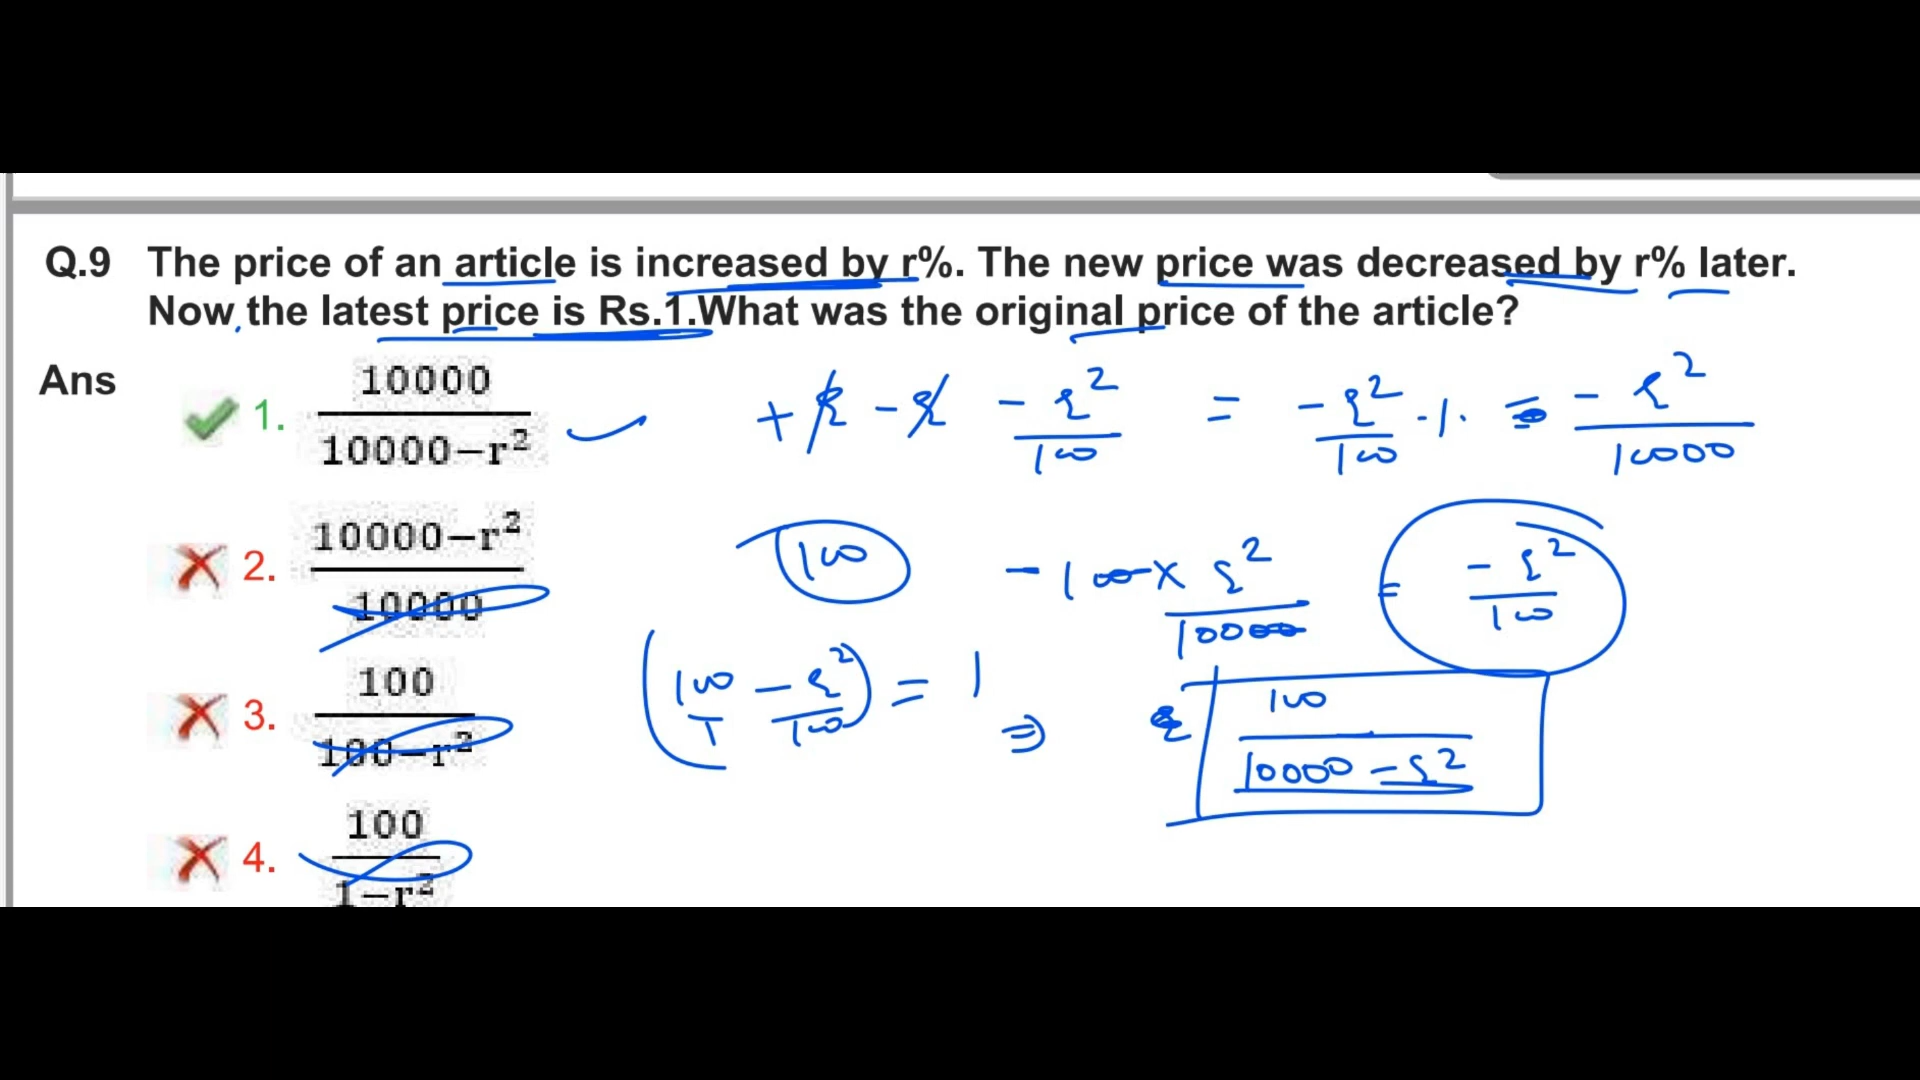 Q.9 The price of an article is increased by r%. The new price was decreased by r% later.
Now, the latest price is Rs.1.What was the original price of the article?
Ans
1. 10000 / 10000−r²
2. 10000−r² / 10000
3. 100 / 100−r²
4. 100 / 1−r²
+ r - r - r² / 100 = - r² / 100 · 1. = - r² / 10000
100
- 100 x r² / 10000 = - r² / 100
( 100 / 1 - r² / 100 ) = 1 ⇒
100 / 10000 - r²